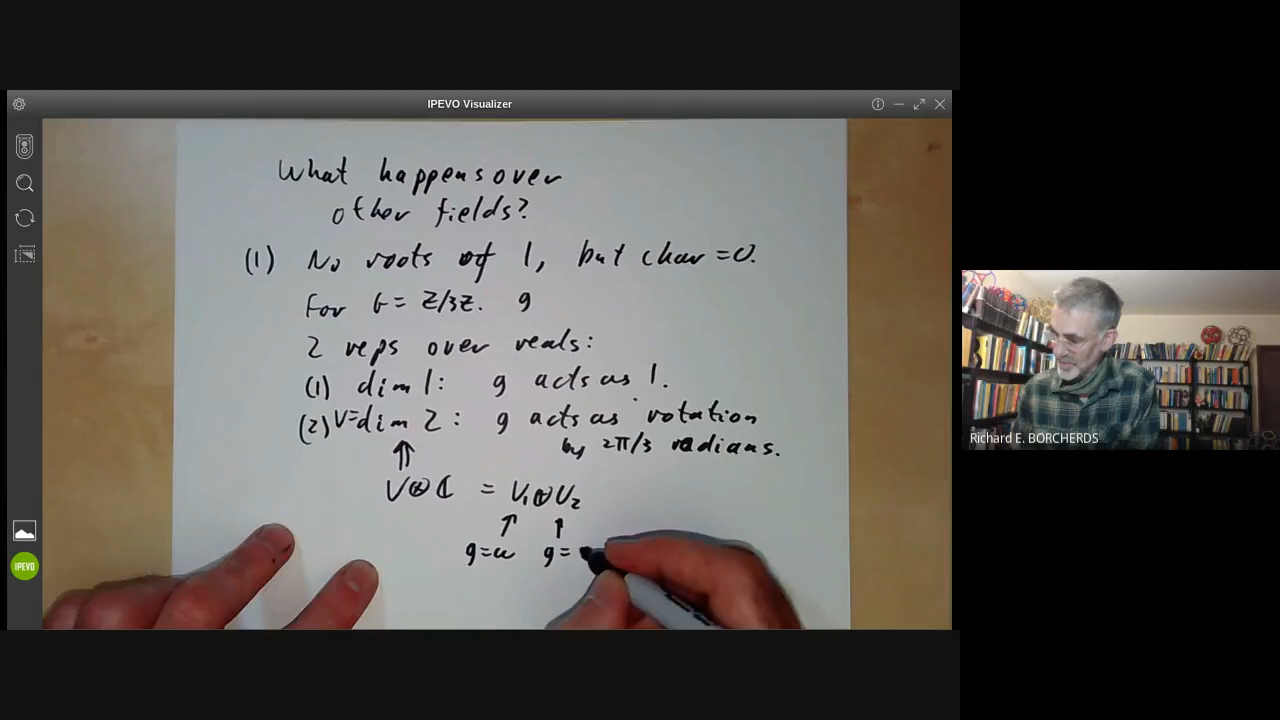 IPEVO Visualizer
What happens over
other fields?
(1) No roots of 1, but char = 0.
For G = Z/3Z. g
2 reps over reals:
(1) dim 1: g acts as 1.
(2) V=dim 2: g acts as rotation
by 2π/3 radians.
⇑
V⊗ℂ = V₁⊕V₂
↑ ↑
g=ω g=
IPEVO
Richard E. BORCHERDS